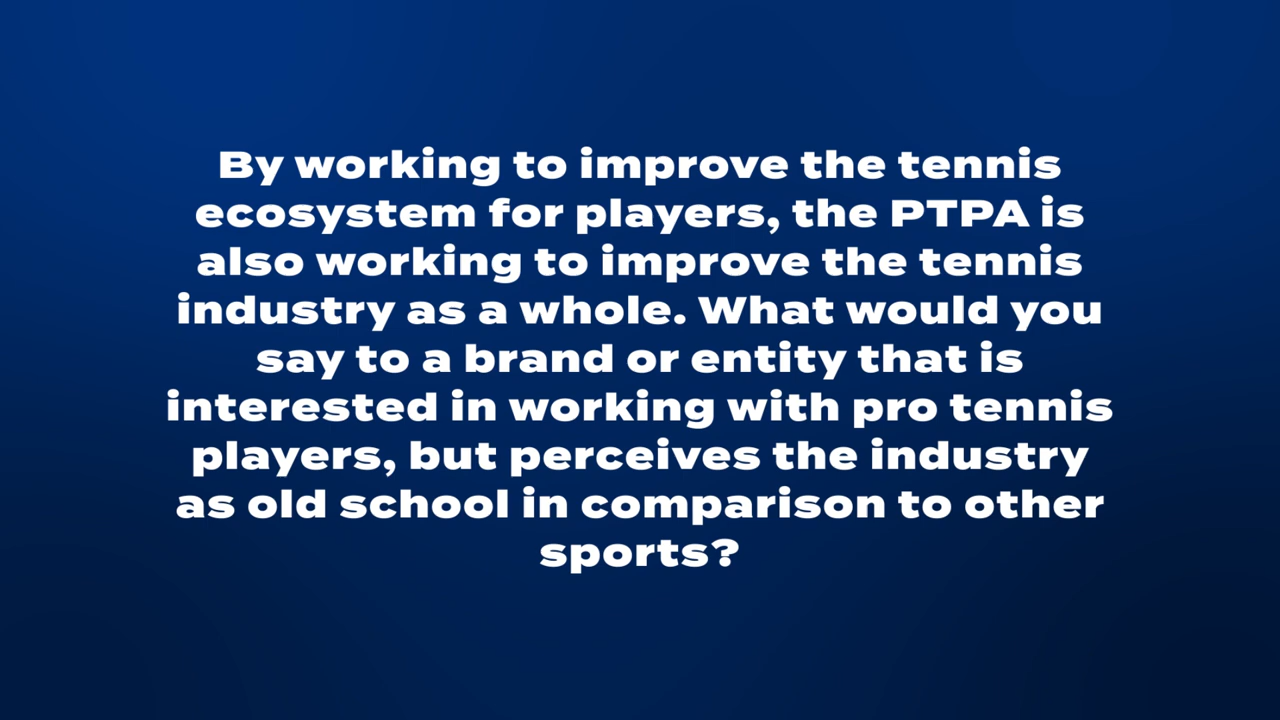 By working to improve the tennis
ecosystem for players, the PTPA is
also working to improve the tennis
industry as a whole. What would you
say to a brand or entity that is
interested in working with pro tennis
players, but perceives the industry
as old school in comparison to other
sports?